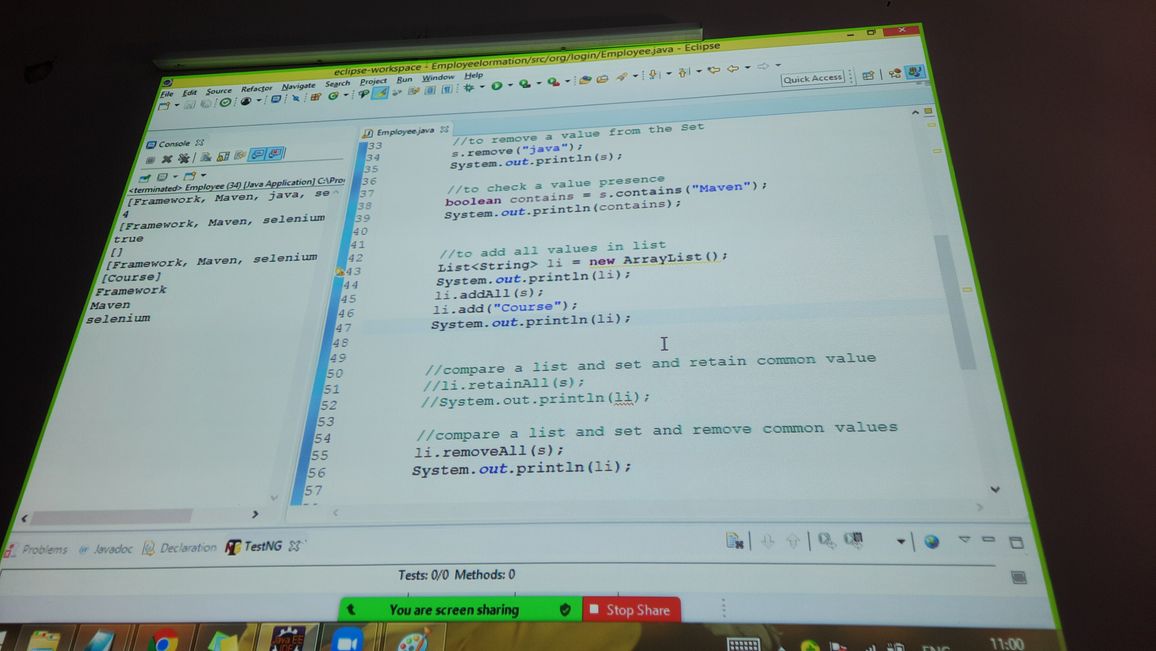 eclipse-workspace - Employeelormation/src/org/login/Employee.java - Eclipse
File Edit Source Refactor Navigate Search Project Run Window Help
Quick Access
Console
<terminated> Employee (34) [Java Application] C:\Pro
[Framework, Maven, java, se
4
[Framework, Maven, selenium
true
[]
[Framework, Maven, selenium
[Course]
Framework
Maven
selenium
Employee.java
33 //to remove a value from the Set
34 s.remove("java");
35 System.out.println(s);
36
37 //to check a value presence
38 boolean contains = s.contains("Maven");
39 System.out.println(contains);
40
41
42 //to add all values in list
43 List<String> li = new ArrayList();
44 System.out.println(li);
45 li.addAll(s);
46 li.add("Course");
47 System.out.println(li);
48
49
50 //compare a list and set and retain common value
51 //li.retainAll(s);
52 //System.out.println(li);
53
54 //compare a list and set and remove common values
55 li.removeAll(s);
56 System.out.println(li);
57
Problems Javadoc Declaration TestNG
Tests: 0/0 Methods: 0
You are screen sharing Stop Share
Java EE
IDE
ENG
11:00